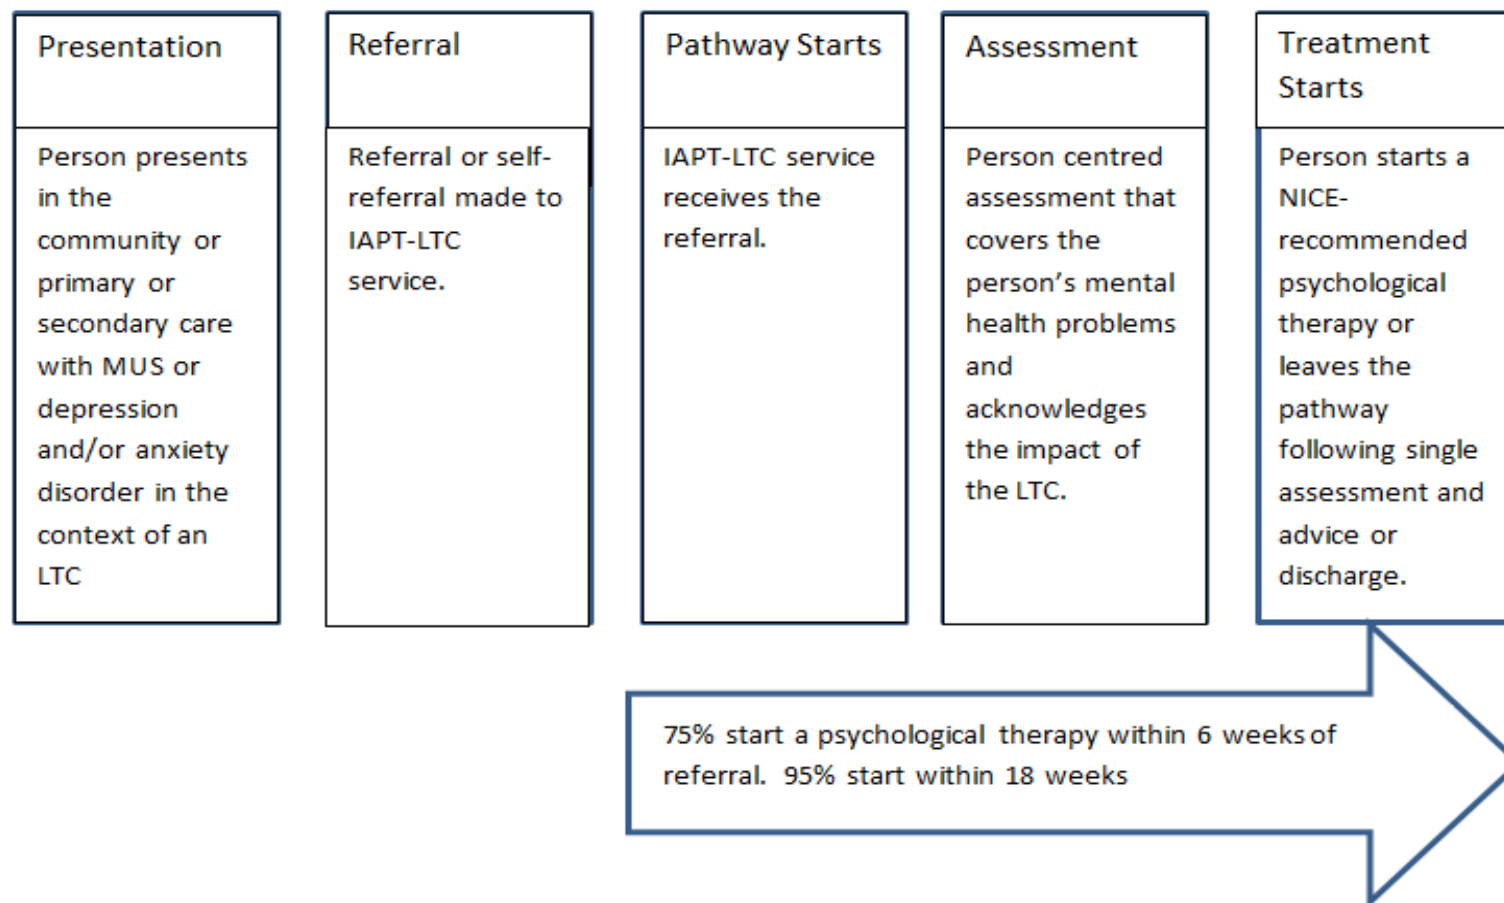 Presentation
Person presents
in the
community or
primary or
secondary care
with MUS or
depression
and/or anxiety
disorder in the
context of an
LTC
Referral
Referral or self-
referral made to
IAPT-LTC
service.
Pathway Starts
IAPT-LTC service
receives the
referral.
Assessment
Person centred
assessment that
covers the
person's mental
health problems
and
acknowledges
the impact of
the LTC.
Treatment
Starts
Person starts a
NICE-
recommended
psychological
therapy or
leaves the
pathway
following single
assessment and
advice or
discharge.
75% start a psychological therapy within 6 weeks of
referral. 95% start within 18 weeks